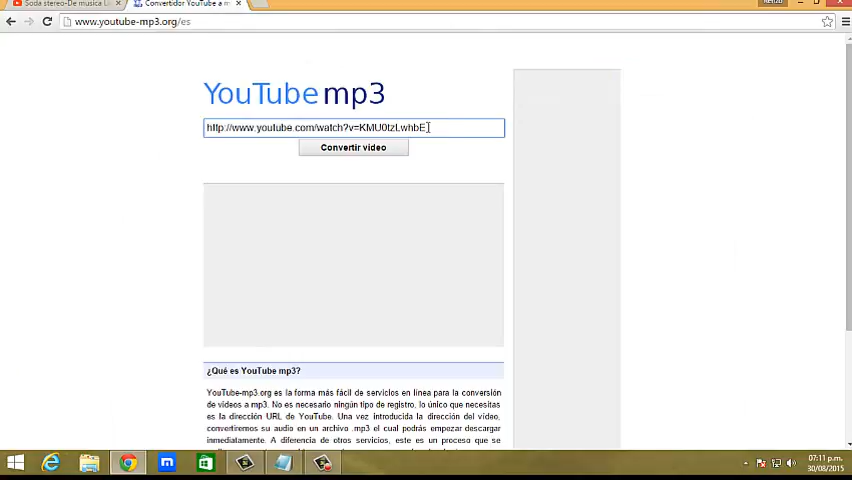 Soda stereo-De musica Li
Convertidor YouTube a m
www.youtube-mp3.org/es
YouTube mp3
http://www.youtube.com/watch?v=KMU0tzLwhbE
Convertir video
¿Qué es YouTube mp3?
YouTube-mp3.org es la forma más fácil de servicios en línea para la conversión
de videos a mp3. No es necesario ningún tipo de registro, lo único que necesitas
es la dirección URL de YouTube. Una vez introducida la dirección del vídeo,
convertiremos su audio en un archivo .mp3 el cual podrás empezar descargar
inmediatamente. A diferencia de otros servicios, este es un proceso que se
07:11 p.m.
30/08/2015